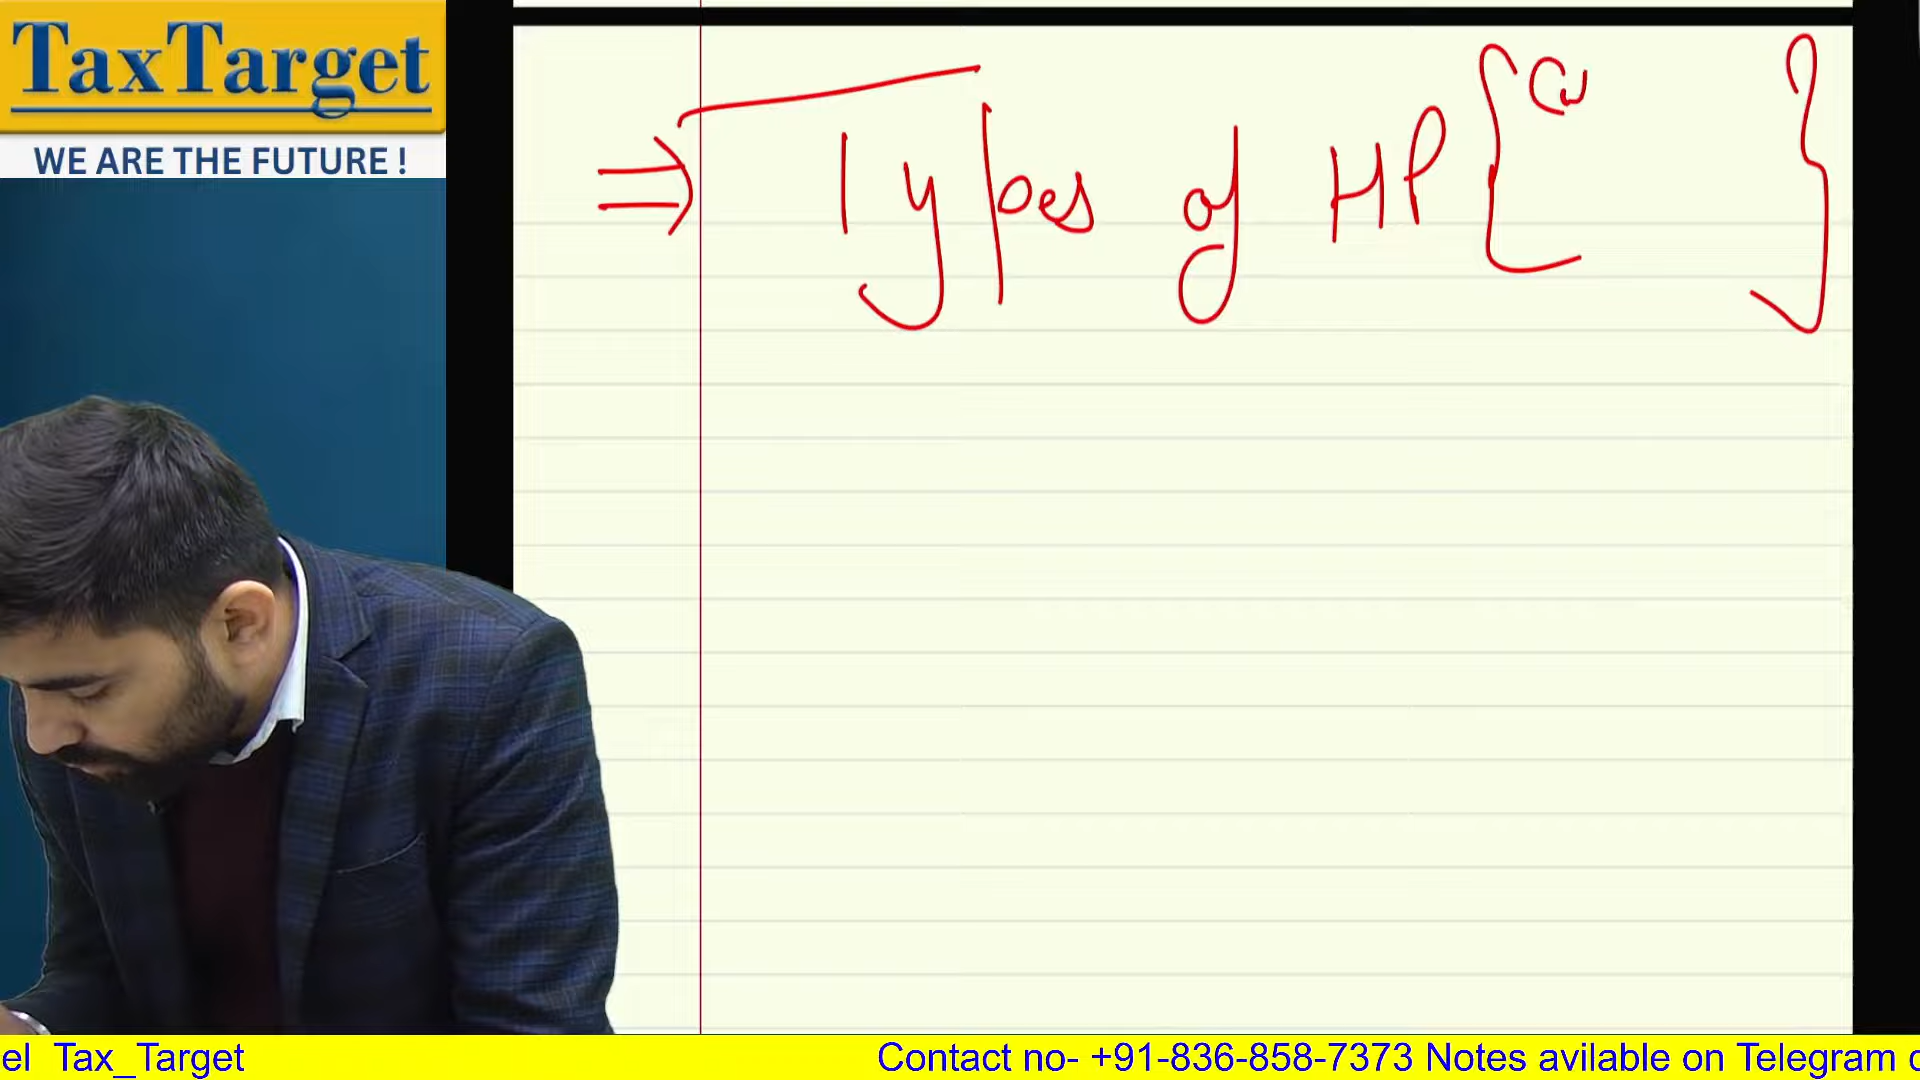 TaxTarget
WE ARE THE FUTURE !
⇒ Types of HP {
}
el Tax_Target
Contact no- +91-836-858-7373 Notes avilable on Telegram c